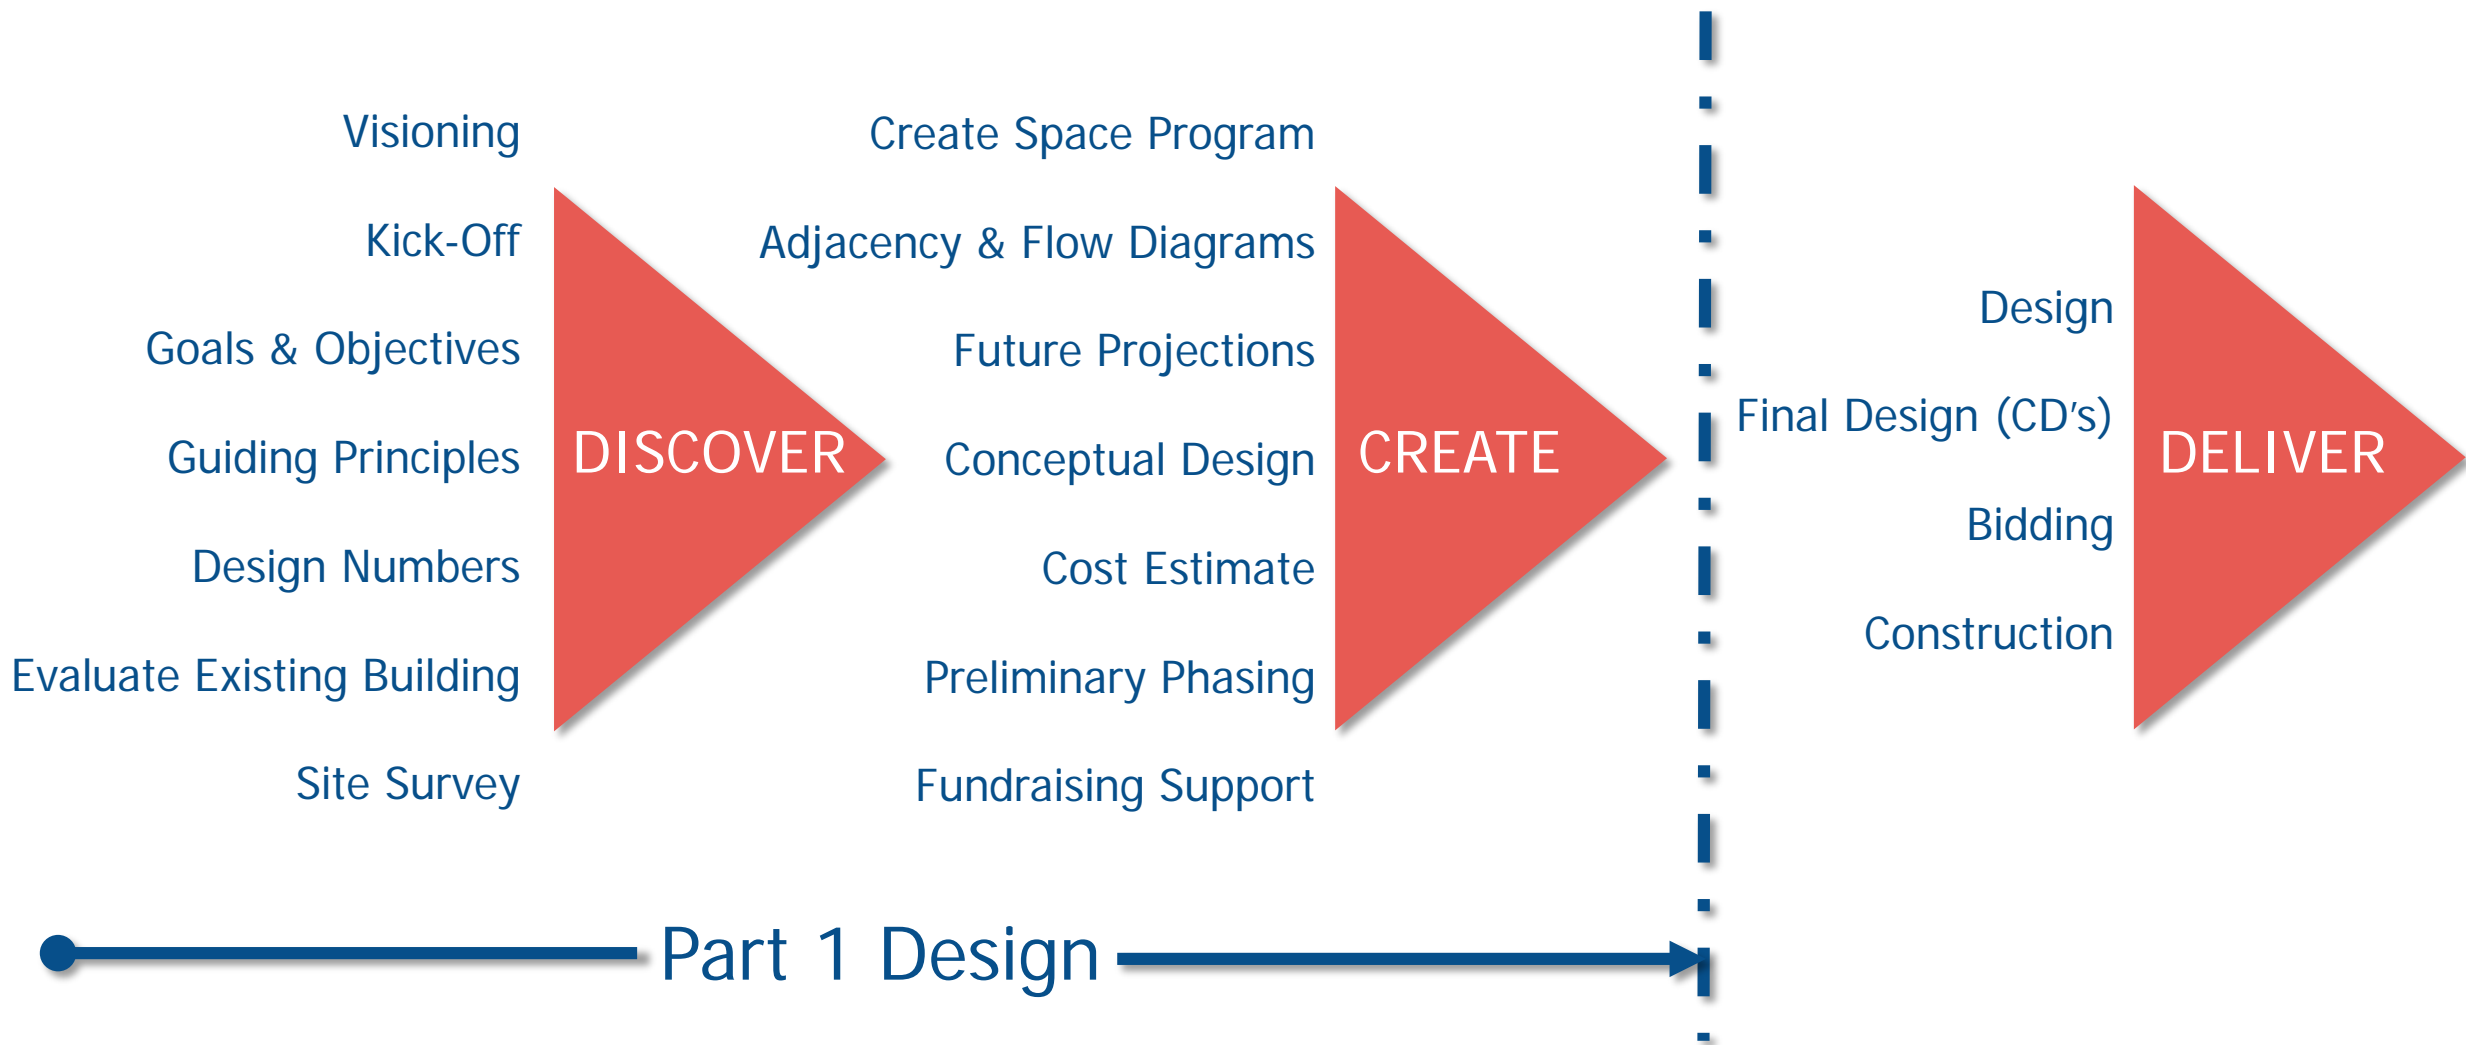 Visioning
Kick-Off
Goals & Objectives
Guiding Principles
Design Numbers
Evaluate Existing Building
Site Survey
DISCOVER
Create Space Program
Adjacency & Flow Diagrams
Future Projections
Conceptual Design
Cost Estimate
Preliminary Phasing
Fundraising Support
CREATE
Design
Final Design (CD’s)
Bidding
Construction
DELIVER
Part 1 Design